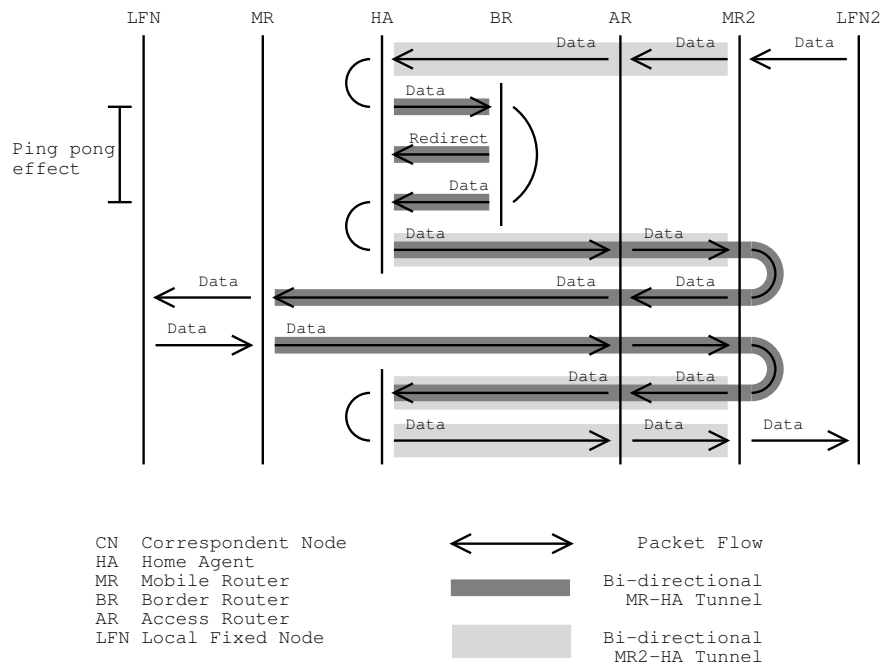 LFN MR HA BR AR MR2 LFN2
Data Data Data
Data
Ping pong
effect
Redirect
Data
Data Data
Data Data Data
Data Data Data
Data Data
Data Data Data
CN Correspondent Node
HA Home Agent
MR Mobile Router
BR Border Router
AR Access Router
LFN Local Fixed Node
Packet Flow
Bi-directional
MR-HA Tunnel
Bi-directional
MR2-HA Tunnel